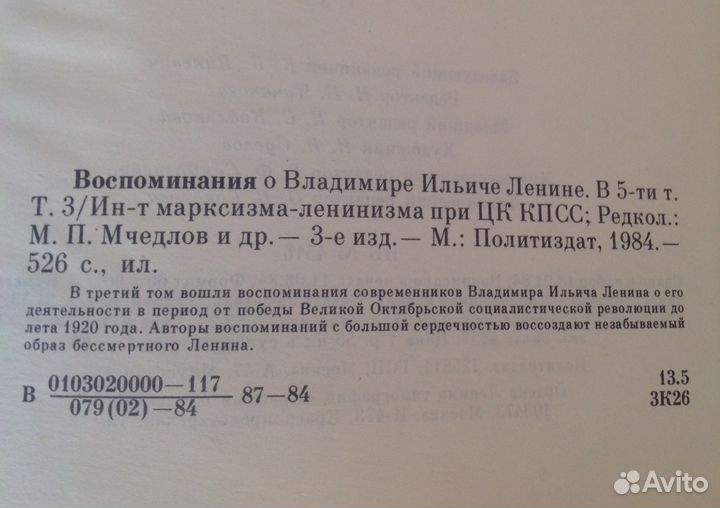 Воспоминания о Владимире Ильиче Ленине. В 5-ти т.
Т. 3/Ин-т марксизма-ленинизма при ЦК КПСС; Редкол.:
М. П. Мчедлов и др.— 3-е изд.— М.: Политиздат, 1984.—
526 с., ил.
В третий том вошли воспоминания современников Владимира Ильича Ленина о его
деятельности в период от победы Великой Октябрьской социалистической революции до
лета 1920 года. Авторы воспоминаний с большой сердечностью воссоздают незабываемый
образ бессмертного Ленина.
В 0103020000—117 87—84
079(02)—84
13.5
3К26
Avito